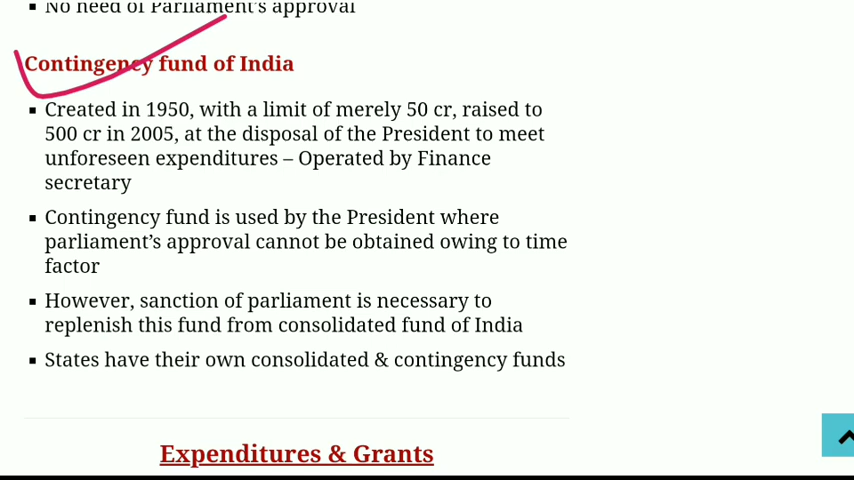 ▪ No need of Parliament's approval
Contingency fund of India
▪ Created in 1950, with a limit of merely 50 cr, raised to
500 cr in 2005, at the disposal of the President to meet
unforeseen expenditures – Operated by Finance
secretary
▪ Contingency fund is used by the President where
parliament's approval cannot be obtained owing to time
factor
▪ However, sanction of parliament is necessary to
replenish this fund from consolidated fund of India
▪ States have their own consolidated & contingency funds
Expenditures & Grants